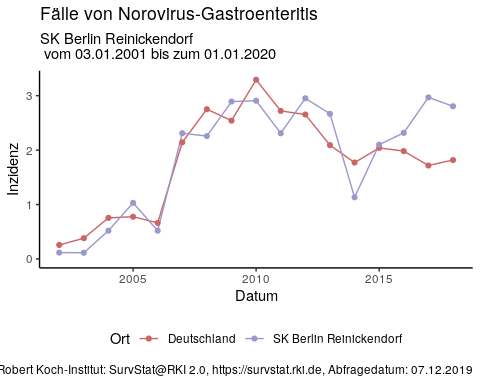 Fälle von Norovirus-Gastroenteritis
SK Berlin Reinickendorf
vom 03.01.2001 bis zum 01.01.2020
Inzidenz
3
2
1
0
2005
2010
2015
Datum
Ort
Deutschland
SK Berlin Reinickendorf
Robert Koch-Institut: SurvStat@RKI 2.0, https://survstat.rki.de, Abfragedatum: 07.12.2019